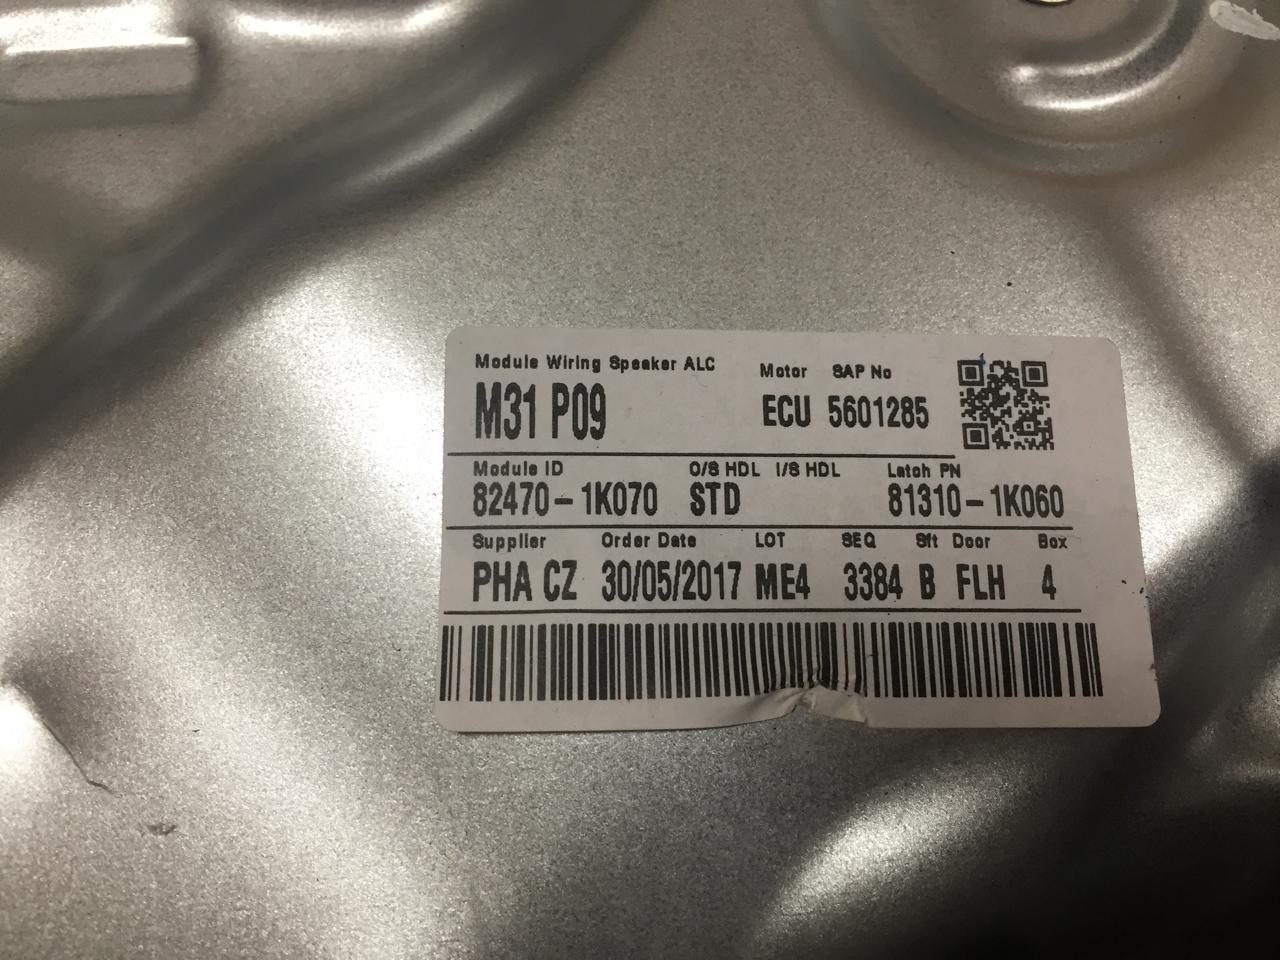 Module Wiring Speaker ALC Motor SAP No
M31 P09 ECU 5601285
Module ID O/S HDL I/S HDL Latch PN
82470-1K070 STD 81310-1K060
Supplier Order Date LOT SEQ Sft Door Box
PHA CZ 30/05/2017 ME4 3384 B FLH 4